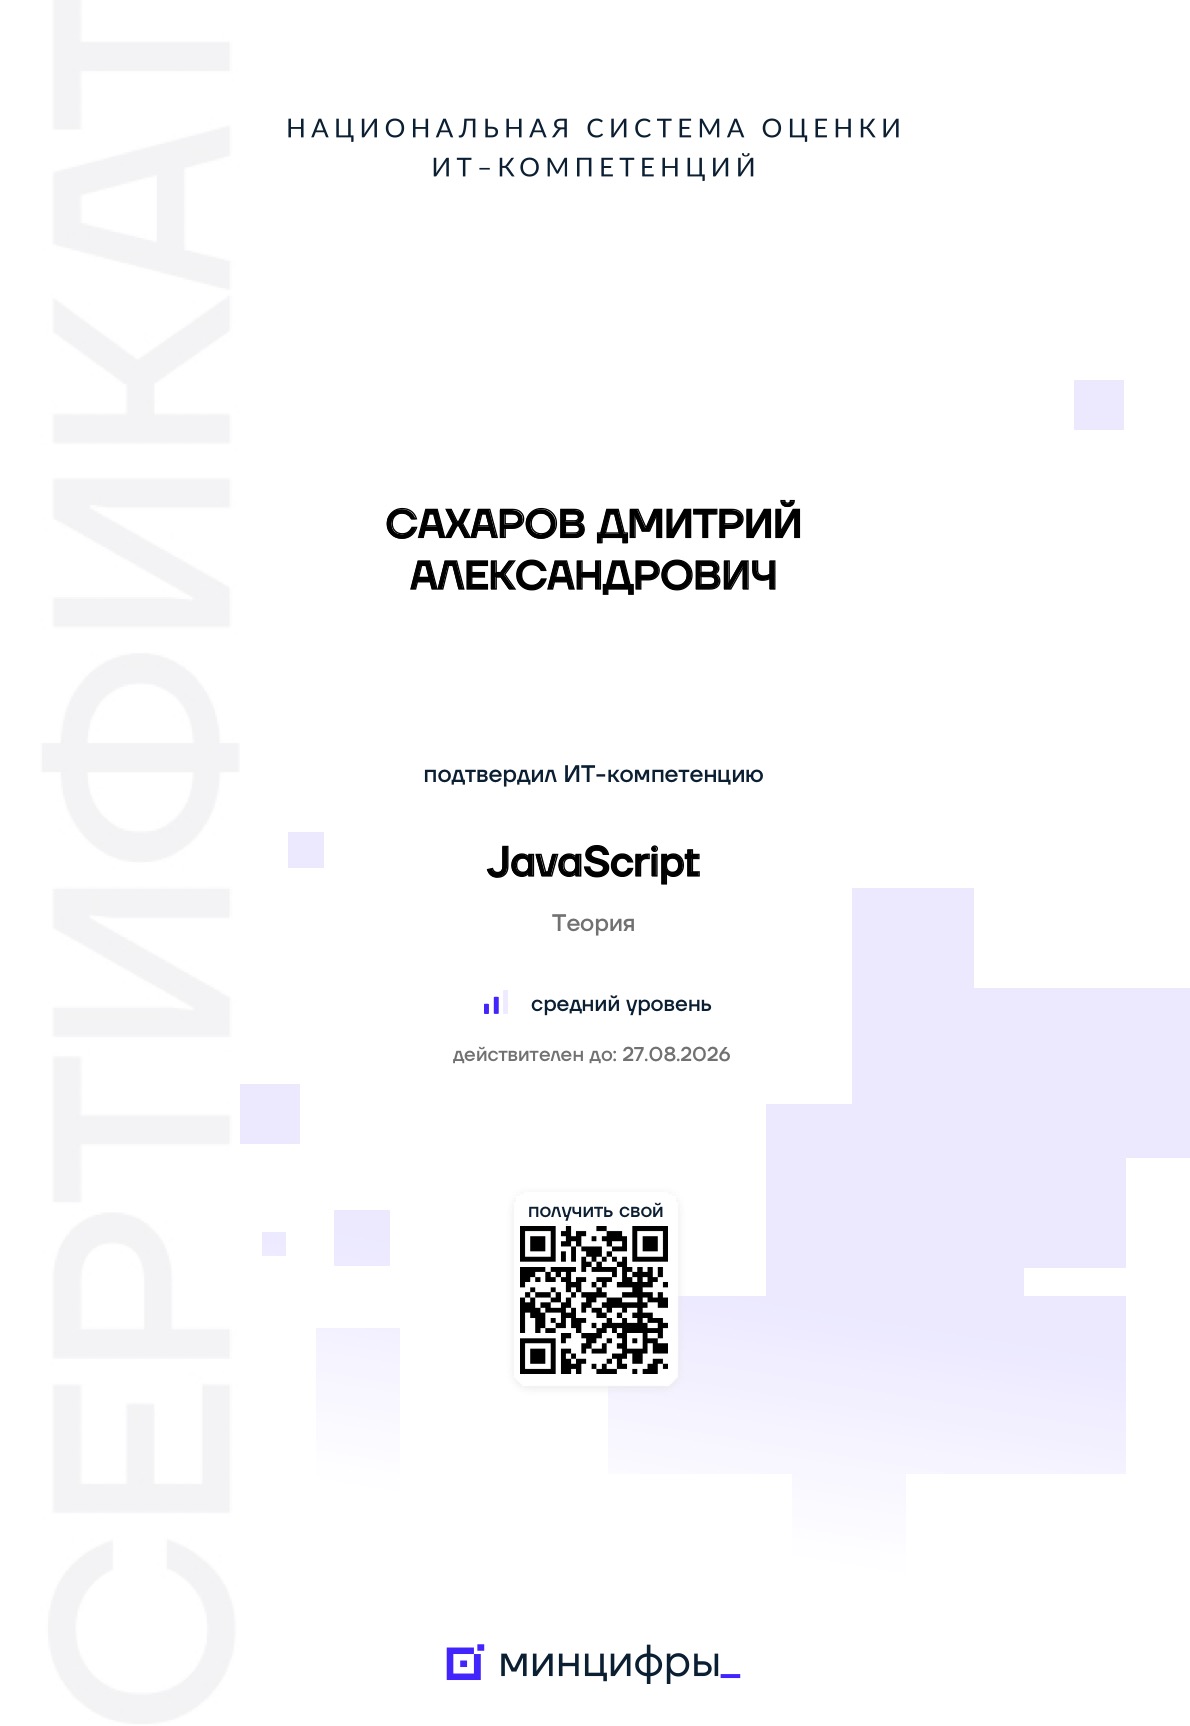 СЕРТИФИКАТ
НАЦИОНАЛЬНАЯ СИСТЕМА ОЦЕНКИ
ИТ-КОМПЕТЕНЦИЙ
САХАРОВ ДМИТРИЙ
АЛЕКСАНДРОВИЧ
подтвердил ИТ-компетенцию
JavaScript
Теория
средний уровень
действителен до: 27.08.2026
получить свой
минцифры_